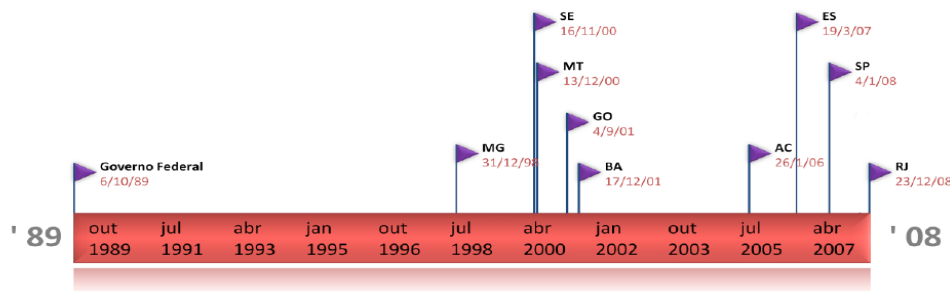 SE
16/11/00
ES
19/3/07
MT
13/12/00
SP
4/1/08
GO
4/9/01
MG
31/12/98
AC
26/1/06
Governo Federal
6/10/89
BA
17/12/01
RJ
23/12/08
' 89
out
1989
jul
1991
abr
1993
jan
1995
out
1996
jul
1998
abr
2000
jan
2002
out
2003
jul
2005
abr
2007
' 08